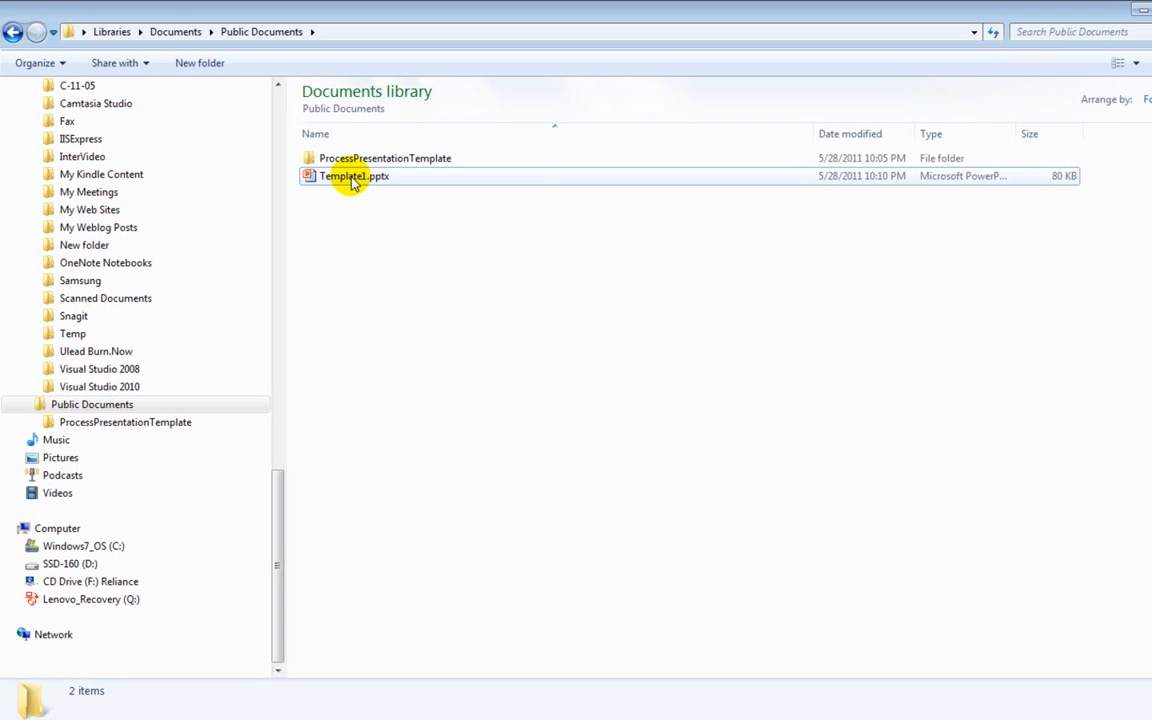 Libraries Documents Public Documents
Search Public Documents
Organize Share with New folder
Documents library
Public Documents
Arrange by:
Name Date modified Type Size
ProcessPresentationTemplate 5/28/2011 10:05 PM File folder
Template1.pptx 5/28/2011 10:10 PM Microsoft PowerP... 80 KB
C-11-05
Camtasia Studio
Fax
IISExpress
InterVideo
My Kindle Content
My Meetings
My Web Sites
My Weblog Posts
New folder
OneNote Notebooks
Samsung
Scanned Documents
Snagit
Temp
Ulead Burn.Now
Visual Studio 2008
Visual Studio 2010
Public Documents
ProcessPresentationTemplate
Music
Pictures
Podcasts
Videos
Computer
Windows7_OS (C:)
SSD-160 (D:)
CD Drive (F:) Reliance
Lenovo_Recovery (Q:)
Network
2 items